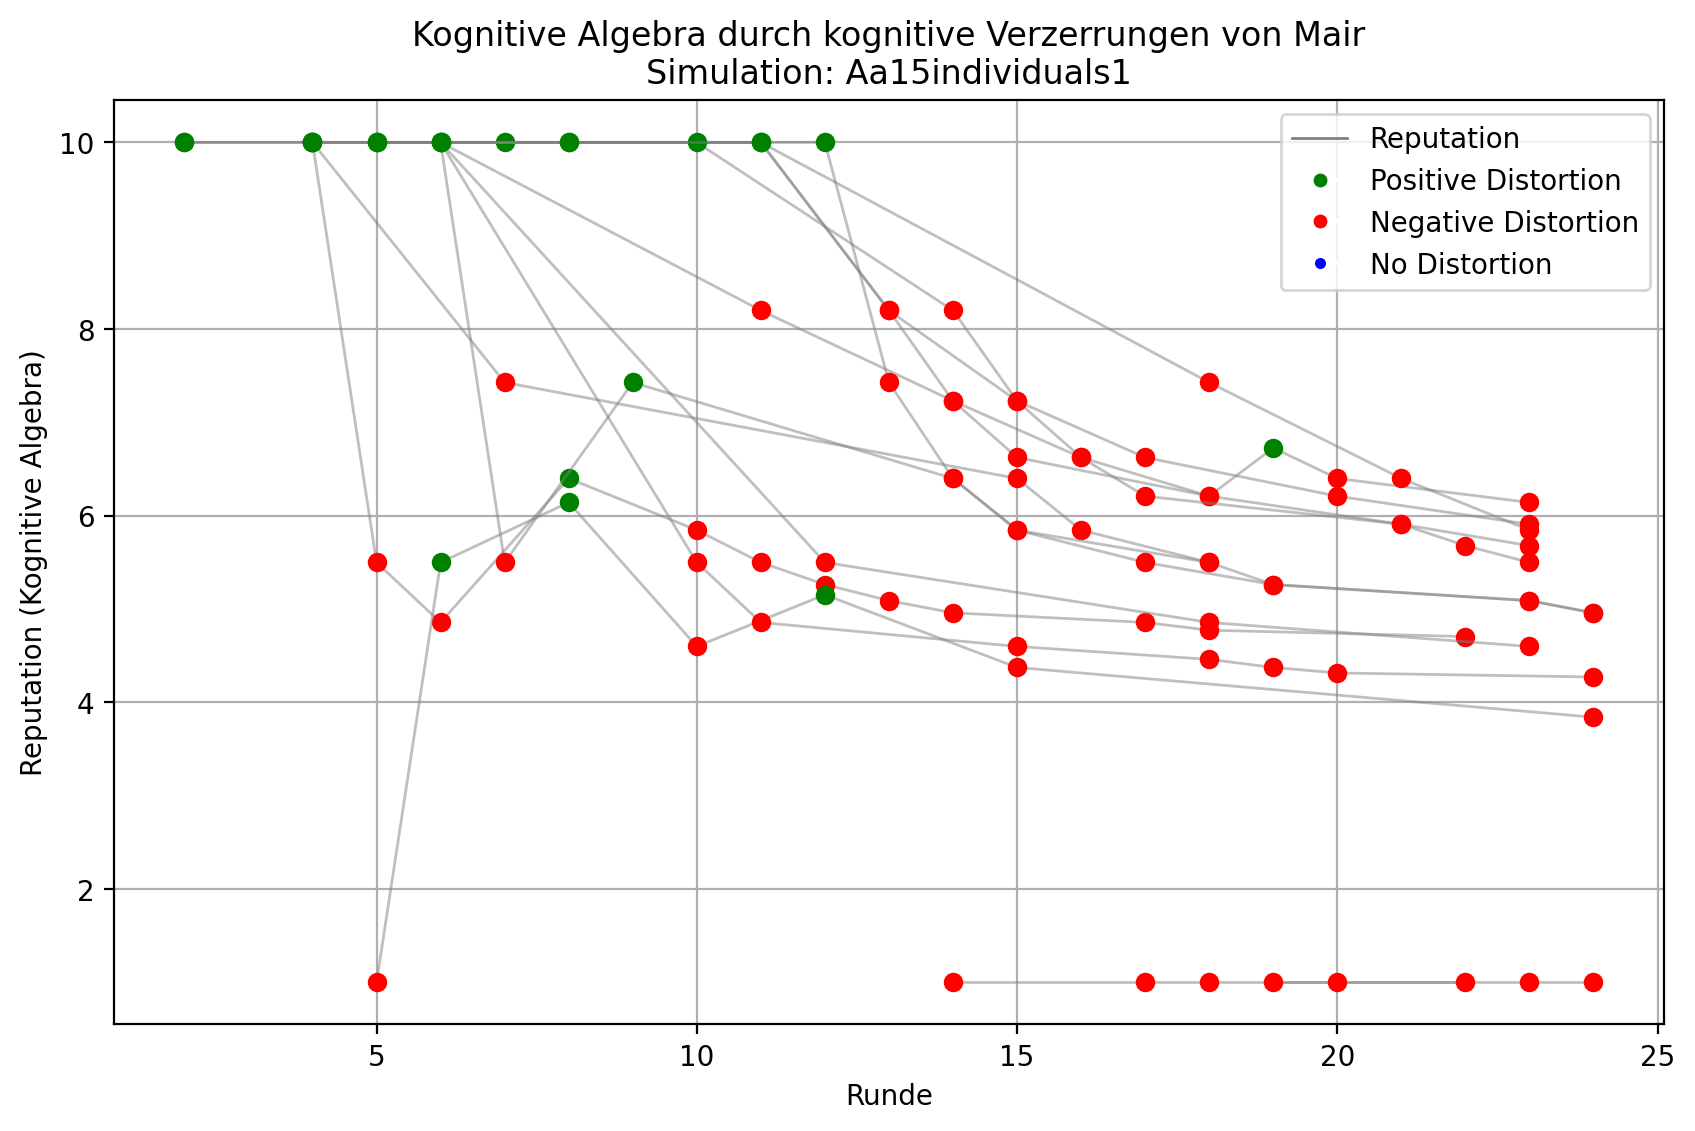 Kognitive Algebra durch kognitive Verzerrungen von Mair
Simulation: Aa15individuals1
Reputation
Positive Distortion
Negative Distortion
No Distortion
Reputation (Kognitive Algebra)
10
8
6
4
2
5
10
15
20
25
Runde